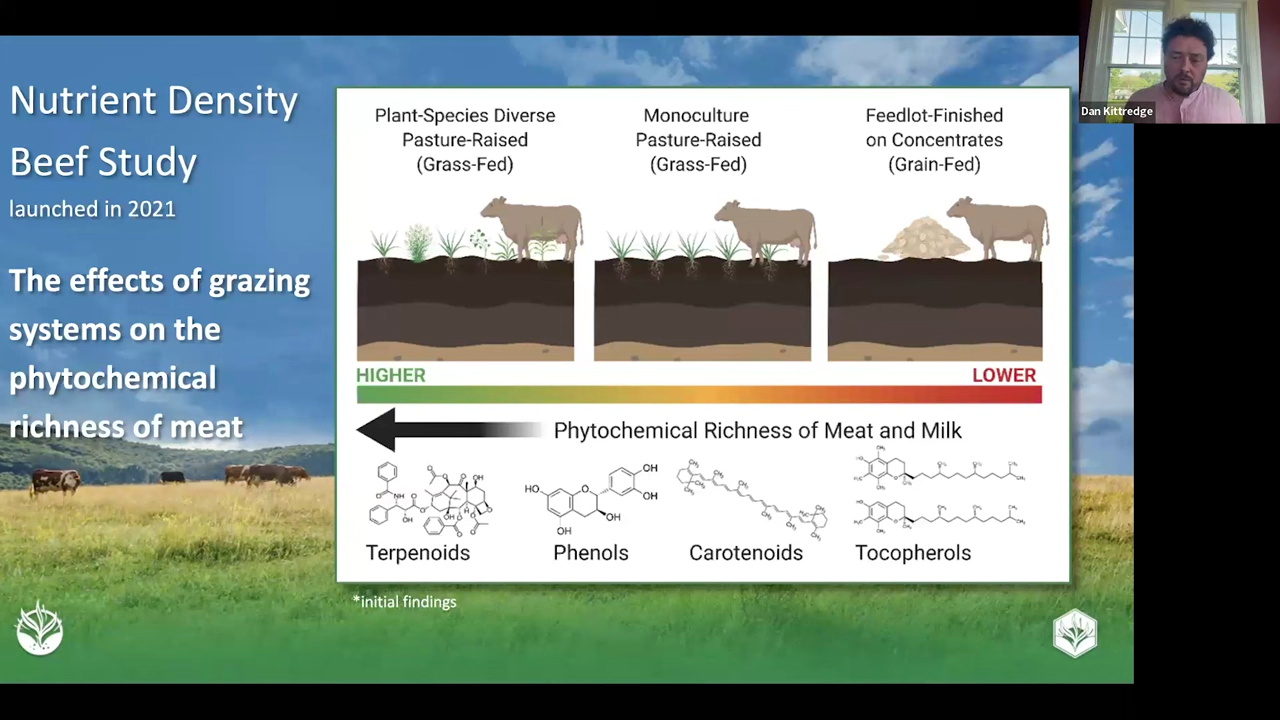 Nutrient Density
Beef Study
launched in 2021
The effects of grazing
systems on the
phytochemical
richness of meat
Plant-Species Diverse
Pasture-Raised
(Grass-Fed)
Monoculture
Pasture-Raised
(Grass-Fed)
Feedlot-Finished
on Concentrates
(Grain-Fed)
HIGHER
LOWER
Phytochemical Richness of Meat and Milk
Terpenoids
Phenols
Carotenoids
Tocopherols
*initial findings
Dan Kittredge